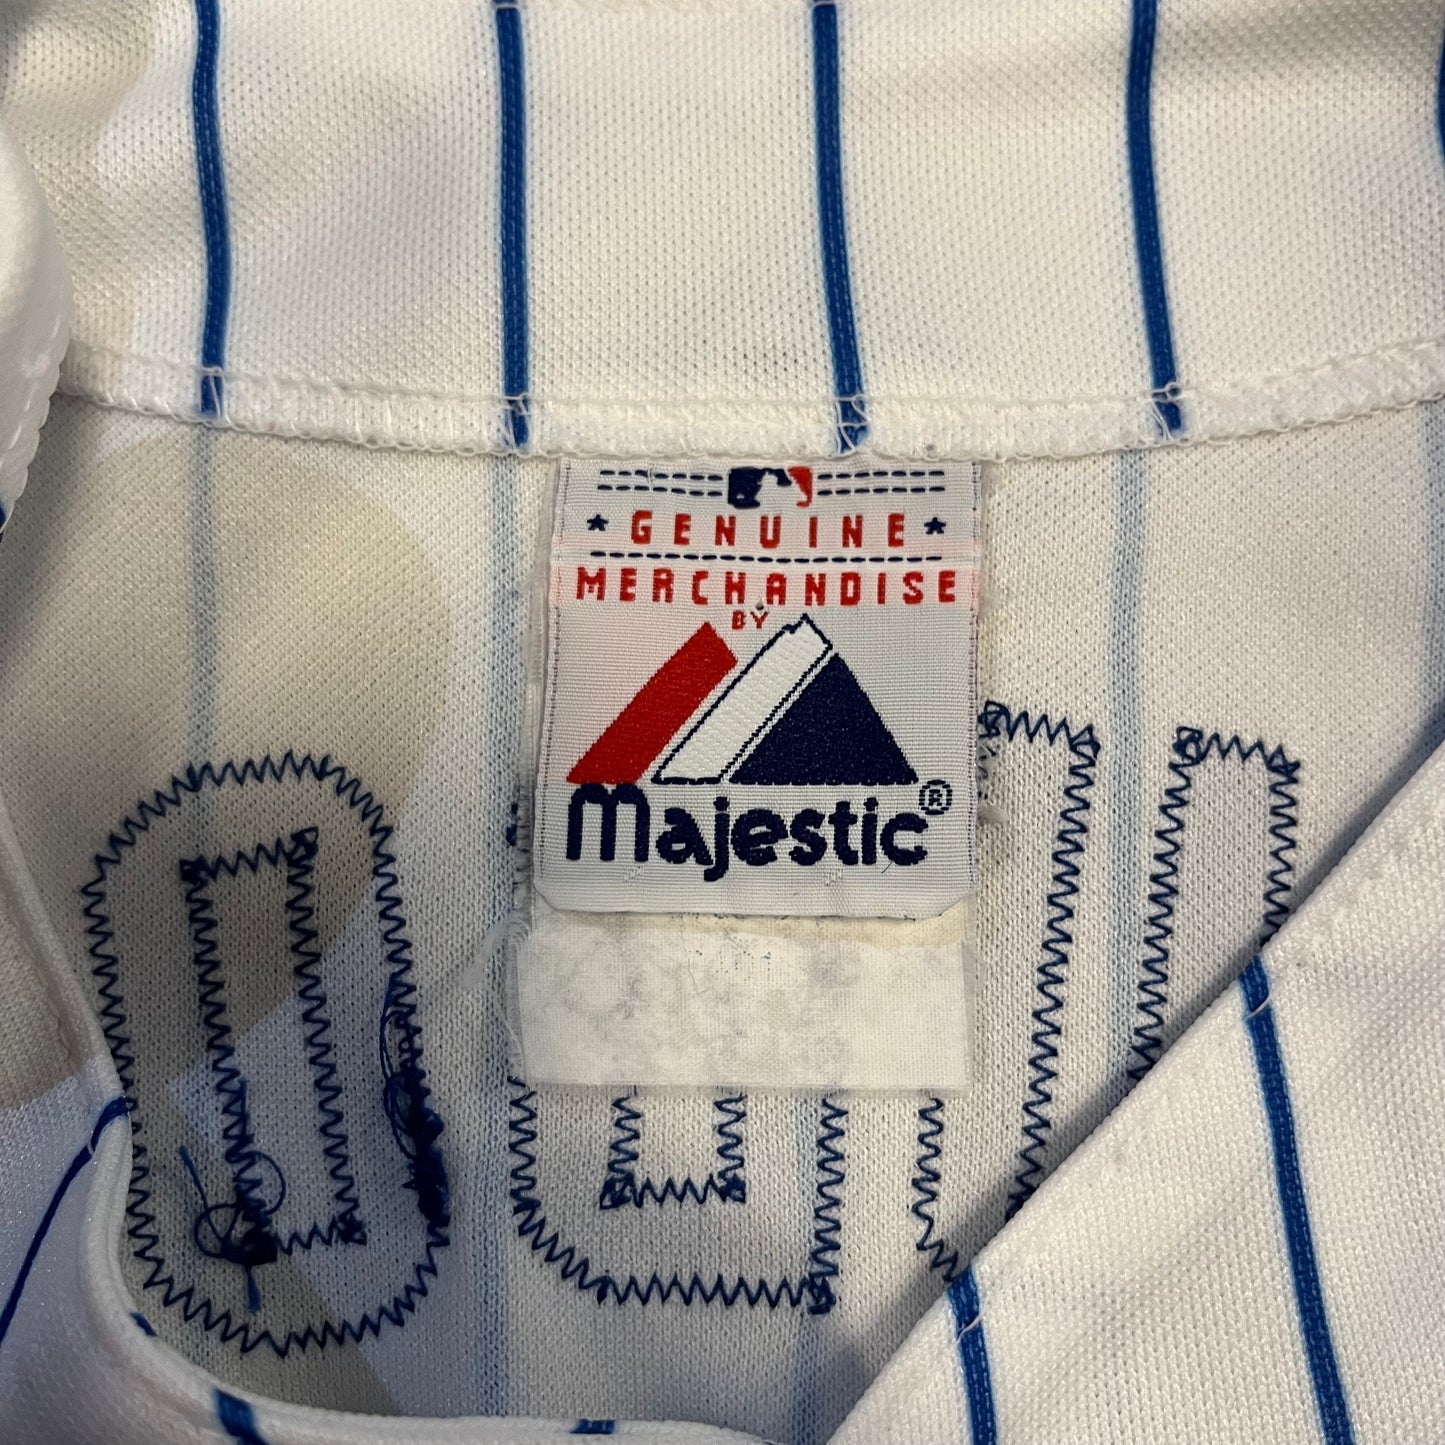 ★ GENUINE ★
MERCHANDISE
BY
Majestic®